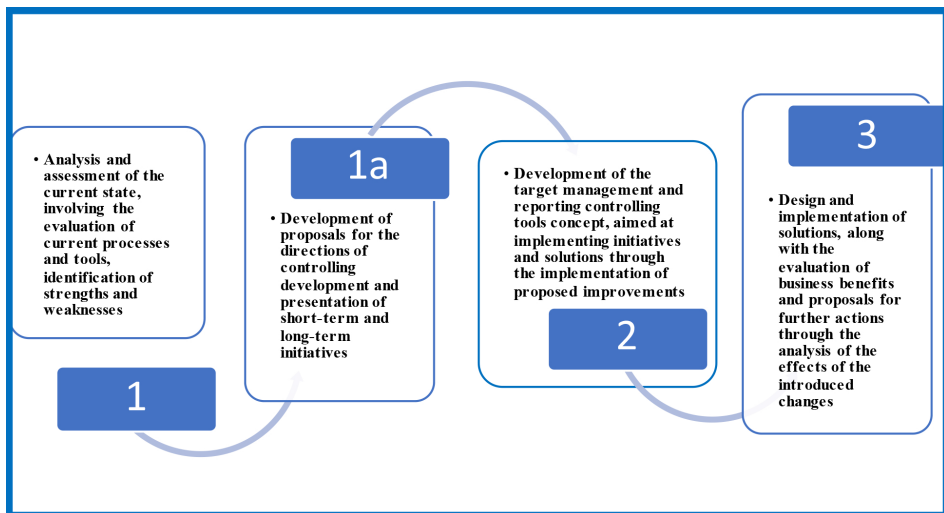 • Analysis and
assessment of the
current state,
involving the
evaluation of
current processes
and tools,
identification of
strengths and
weaknesses
1
1a
• Development of
proposals for the
directions of
controlling
development and
presentation of
short-term and
long-term
initiatives
• Development of the
target management and
reporting controlling
tools concept, aimed at
implementing initiatives
and solutions through
the implementation of
proposed improvements
2
3
• Design and
implementation of
solutions, along
with the
evaluation of
business benefits
and proposals for
further actions
through the
analysis of the
effects of the
introduced
changes